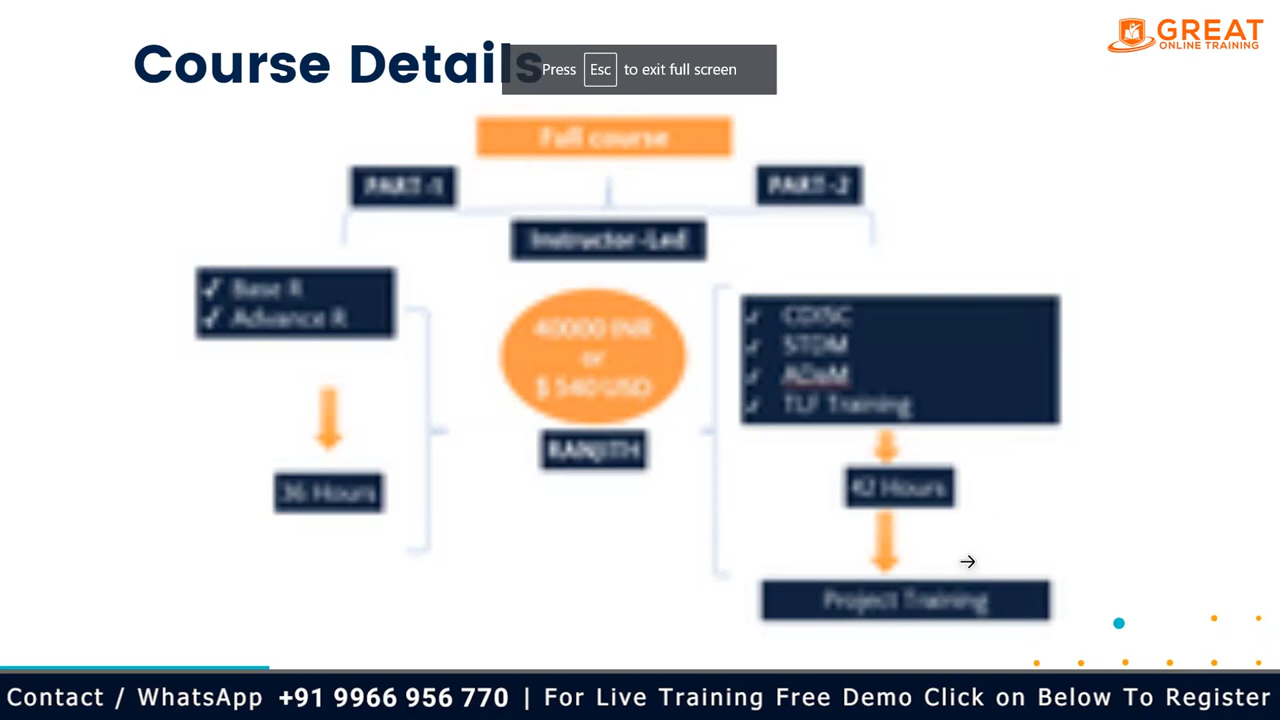 GREAT
ONLINE TRAINING
Course Details
Press Esc to exit full screen
Full course
PART-1
PART-2
Instructor-Led
✓ Base R
✓ Advance R
40000 INR
or
$ 540 USD
RANJITH
✓ CDISC
✓ STDM
✓ ADaM
✓ TLF Training
36 Hours
42 Hours
Project Training
Contact / WhatsApp +91 9966 956 770 | For Live Training Free Demo Click on Below To Register